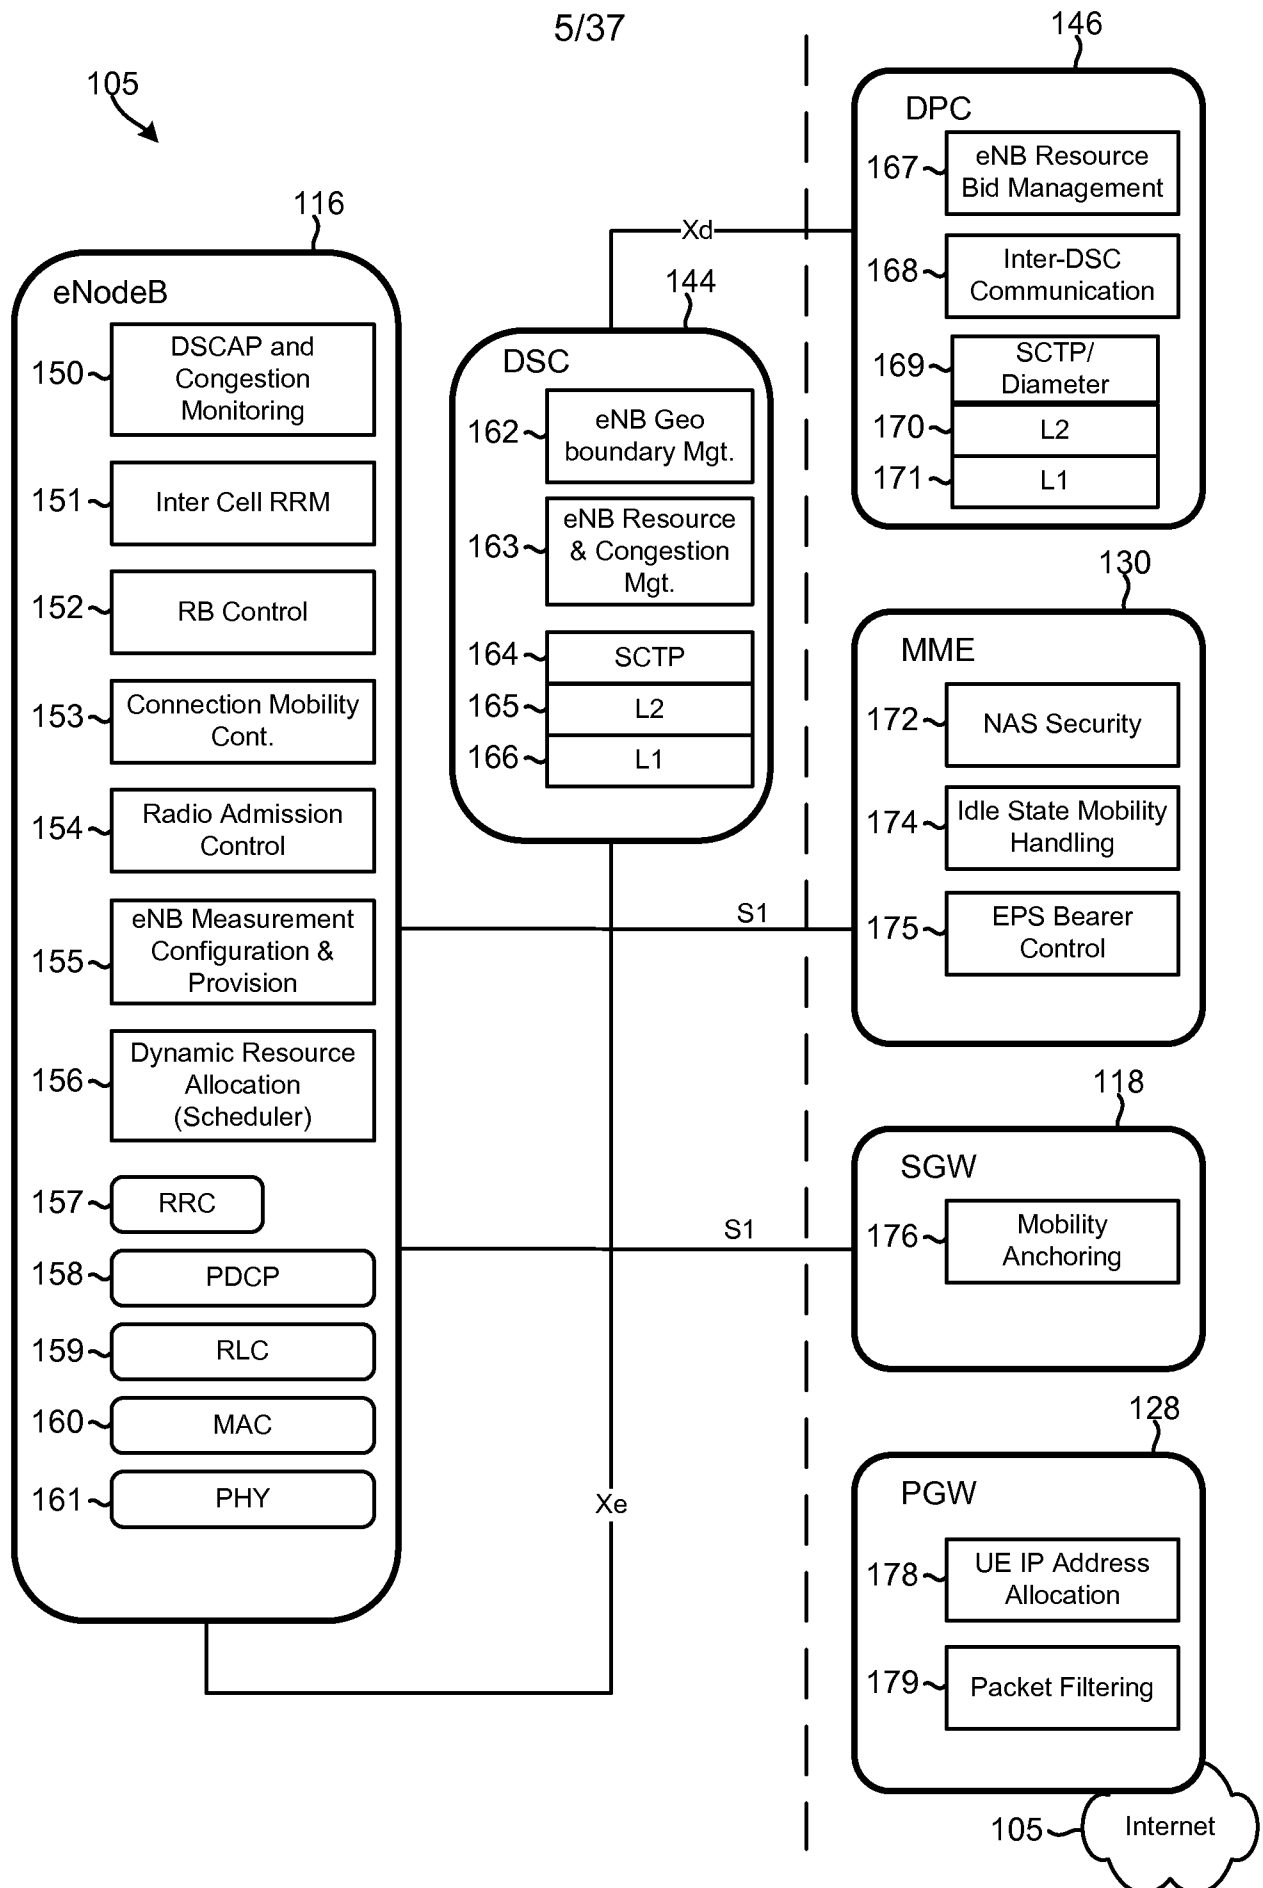 5/37
105
116
eNodeB
150
DSCAP and
Congestion
Monitoring
151
Inter Cell RRM
152
RB Control
153
Connection Mobility
Cont.
154
Radio Admission
Control
155
eNB Measurement
Configuration &
Provision
156
Dynamic Resource
Allocation
(Scheduler)
157
RRC
158
PDCP
159
RLC
160
MAC
161
PHY
Xd
144
DSC
162
eNB Geo
boundary Mgt.
163
eNB Resource
& Congestion
Mgt.
164
SCTP
165
L2
166
L1
S1
S1
Xe
146
DPC
167
eNB Resource
Bid Management
168
Inter-DSC
Communication
169
SCTP/
Diameter
170
L2
171
L1
130
MME
172
NAS Security
174
Idle State Mobility
Handling
175
EPS Bearer
Control
118
SGW
176
Mobility
Anchoring
128
PGW
178
UE IP Address
Allocation
179
Packet Filtering
105
Internet